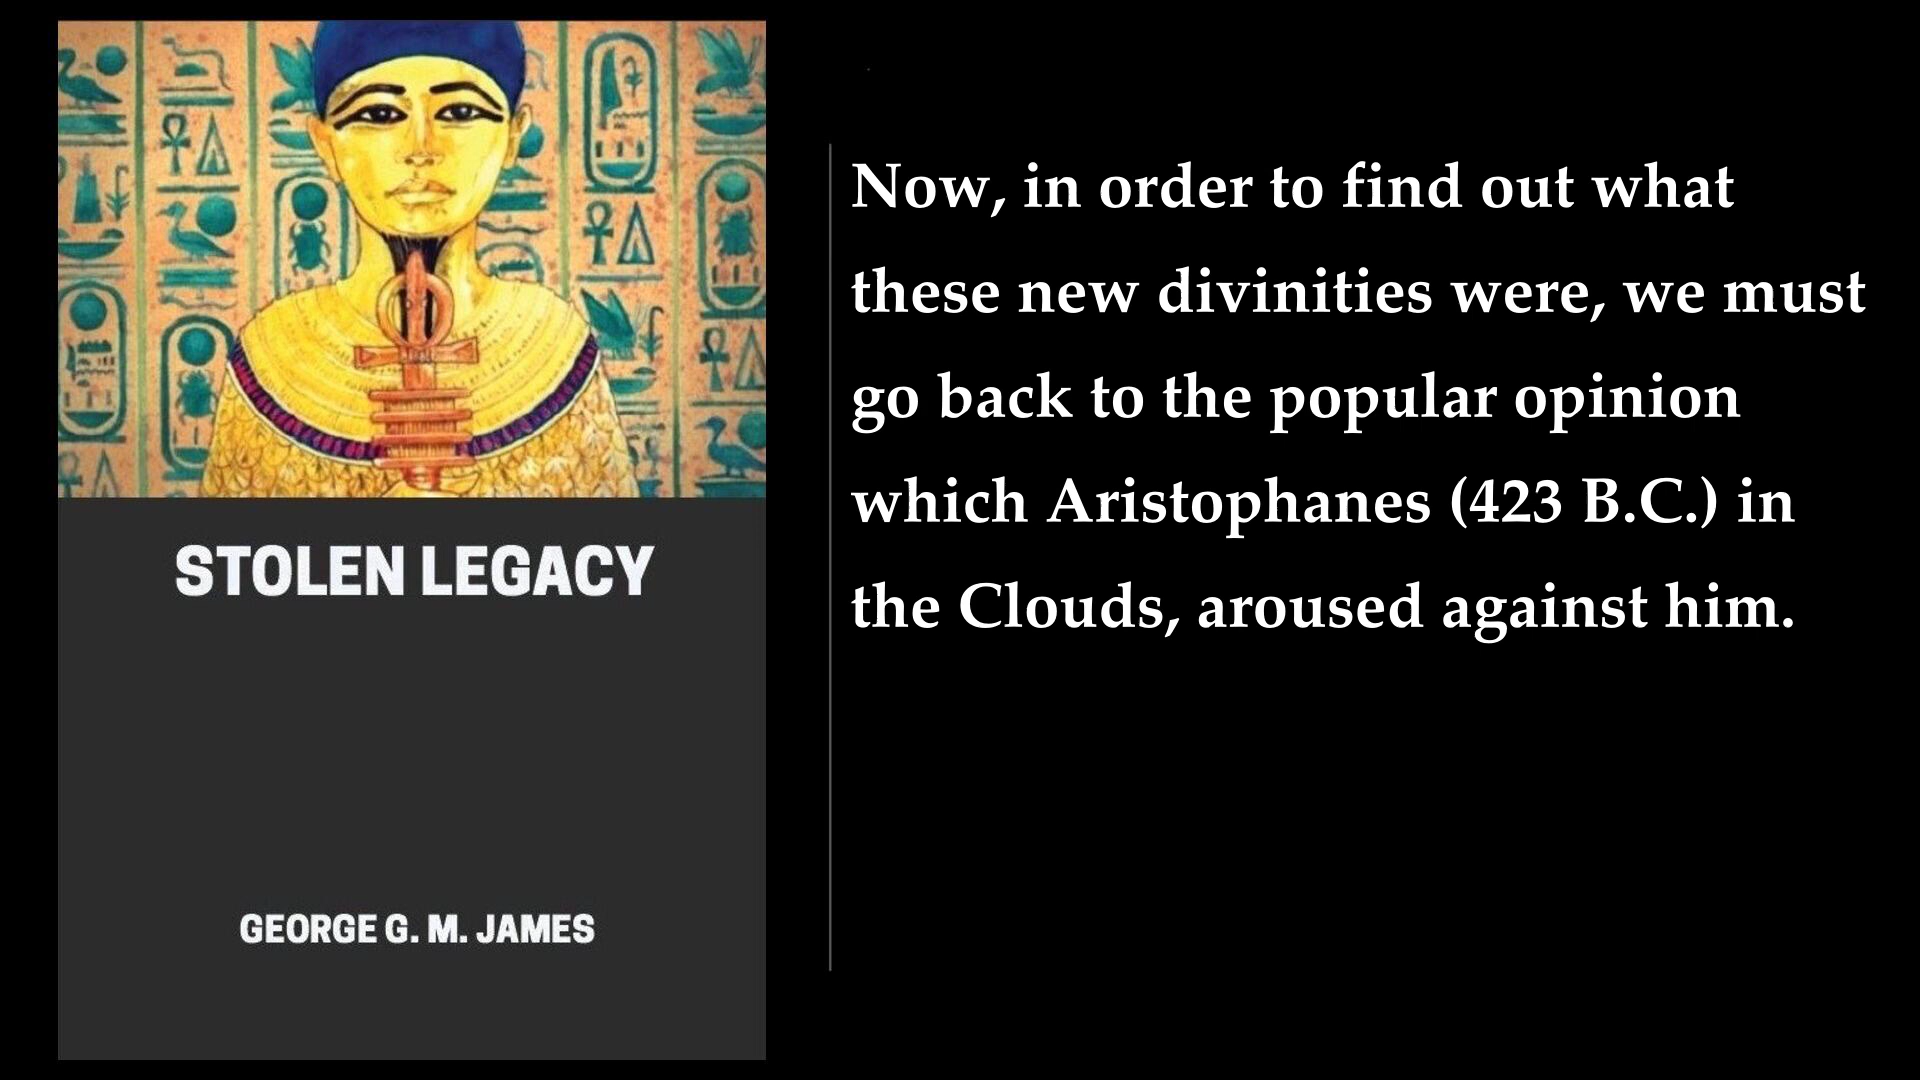 STOLEN LEGACY
GEORGE G. M. JAMES
Now, in order to find out what
these new divinities were, we must
go back to the popular opinion
which Aristophanes (423 B.C.) in
the Clouds, aroused against him.